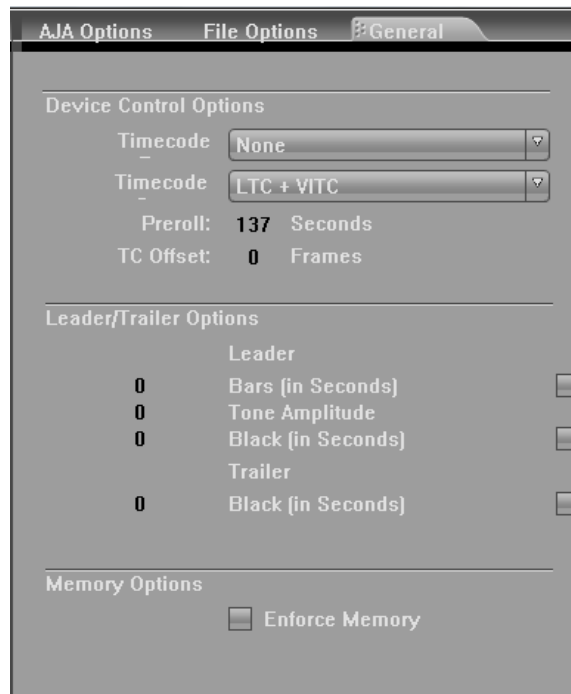 AJA Options File Options General
Device Control Options
Timecode None
Timecode LTC + VITC
Preroll: 137 Seconds
TC Offset: 0 Frames
Leader/Trailer Options
Leader
0 Bars (in Seconds)
0 Tone Amplitude
0 Black (in Seconds)
Trailer
0 Black (in Seconds)
Memory Options
Enforce Memory